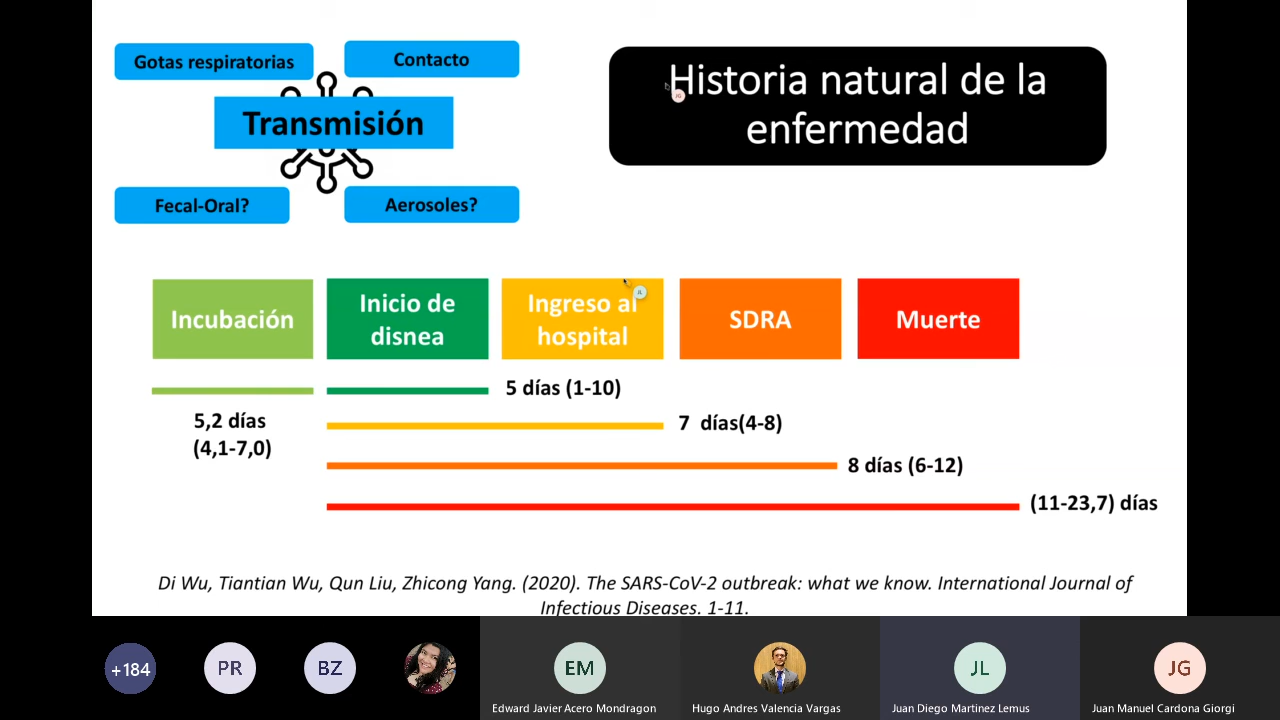 Gotas respiratorias
Contacto
Transmisión
Fecal-Oral?
Aerosoles?
Historia natural de la
enfermedad
JG
Incubación
Inicio de
disnea
Ingreso al
hospital
JL
SDRA
Muerte
5 días (1-10)
5,2 días
(4,1-7,0)
7 días(4-8)
8 días (6-12)
(11-23,7) días
Di Wu, Tiantian Wu, Qun Liu, Zhicong Yang. (2020). The SARS-CoV-2 outbreak: what we know. International Journal of
Infectious Diseases. 1-11.
+184
PR
BZ
EM
JL
JG
Edward Javier Acero Mondragon
Hugo Andres Valencia Vargas
Juan Diego Martinez Lemus
Juan Manuel Cardona Giorgi